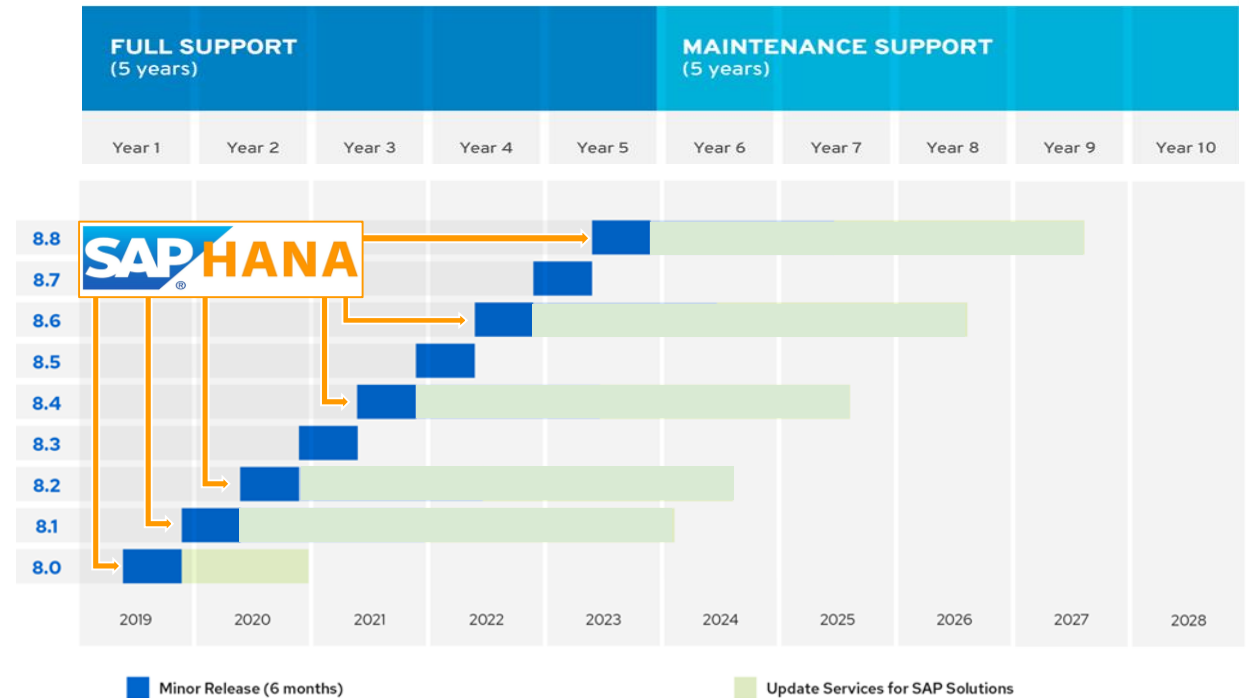 FULL SUPPORT
(5 years)
MAINTENANCE SUPPORT
(5 years)
Year 1 Year 2 Year 3 Year 4 Year 5 Year 6 Year 7 Year 8 Year 9 Year 10
8.8
SAP® HANA
8.7
8.6
8.5
8.4
8.3
8.2
8.1
8.0
2019 2020 2021 2022 2023 2024 2025 2026 2027 2028
Minor Release (6 months) Update Services for SAP Solutions